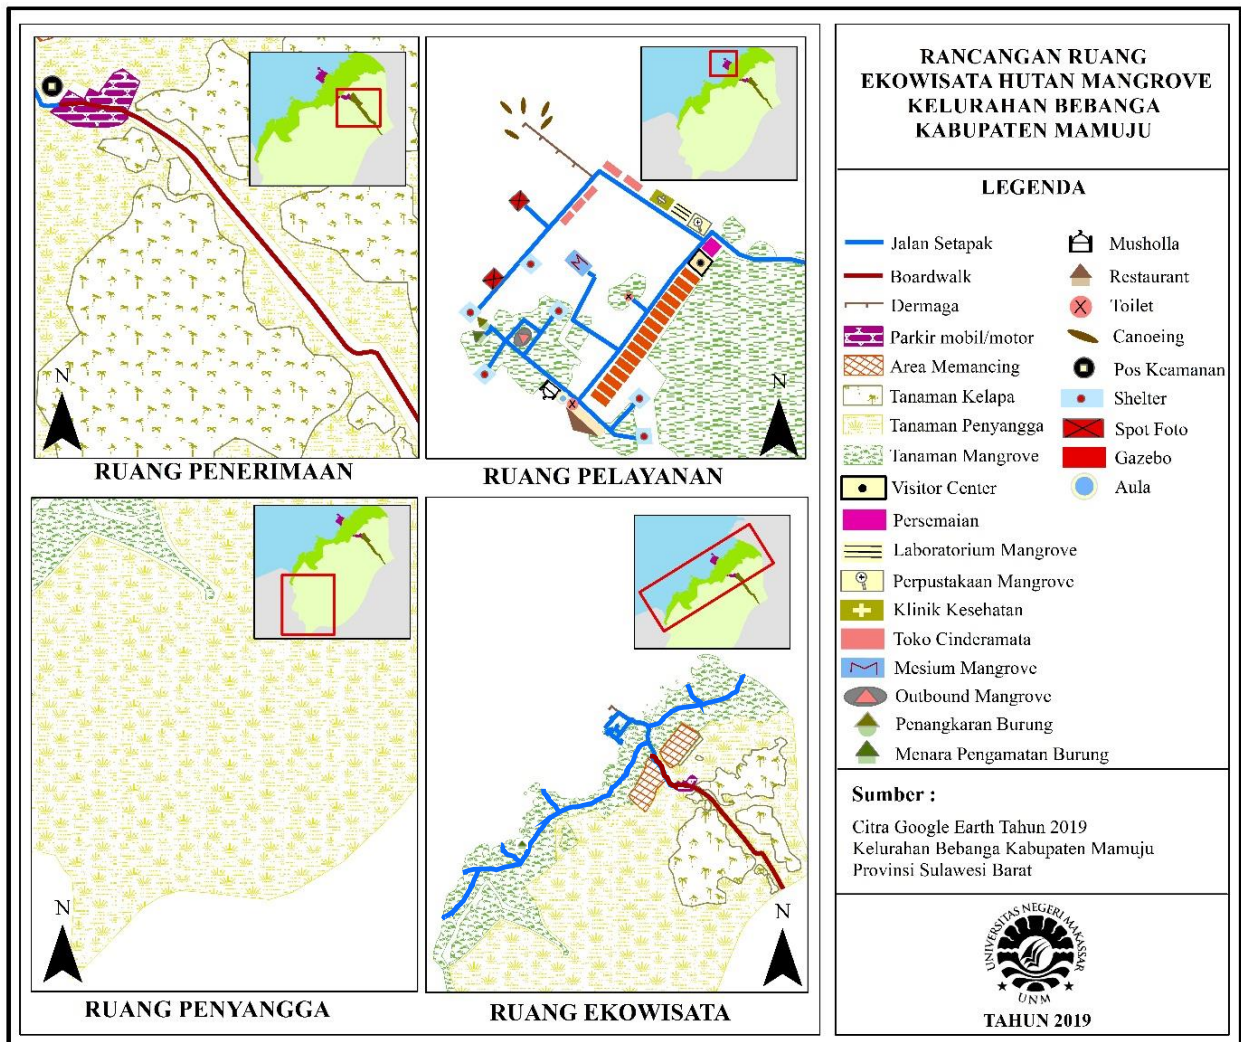 N
RUANG PENERIMAAN
N
RUANG PELAYANAN
N
RUANG PENYANGGA
N
RUANG EKOWISATA
RANCANGAN RUANG
EKOWISATA HUTAN MANGROVE
KELURAHAN BEBANGA
KABUPATEN MAMUJU
LEGENDA
Jalan Setapak
Boardwalk
Dermaga
Parkir mobil/motor
Area Memancing
Tanaman Kelapa
Tanaman Penyangga
Tanaman Mangrove
Visitor Center
Persemaian
Laboratorium Mangrove
Perpustakaan Mangrove
Klinik Kesehatan
Toko Cinderamata
Mesium Mangrove
Outbound Mangrove
Penangkaran Burung
Menara Pengamatan Burung
Musholla
Restaurant
Toilet
Canoeing
Pos Keamanan
Shelter
Spot Foto
Gazebo
Aula
Sumber :
Citra Google Earth Tahun 2019
Kelurahan Bebanga Kabupaten Mamuju
Provinsi Sulawesi Barat
UNIVERSITAS NEGERI MAKASSAR
UNM
TAHUN 2019